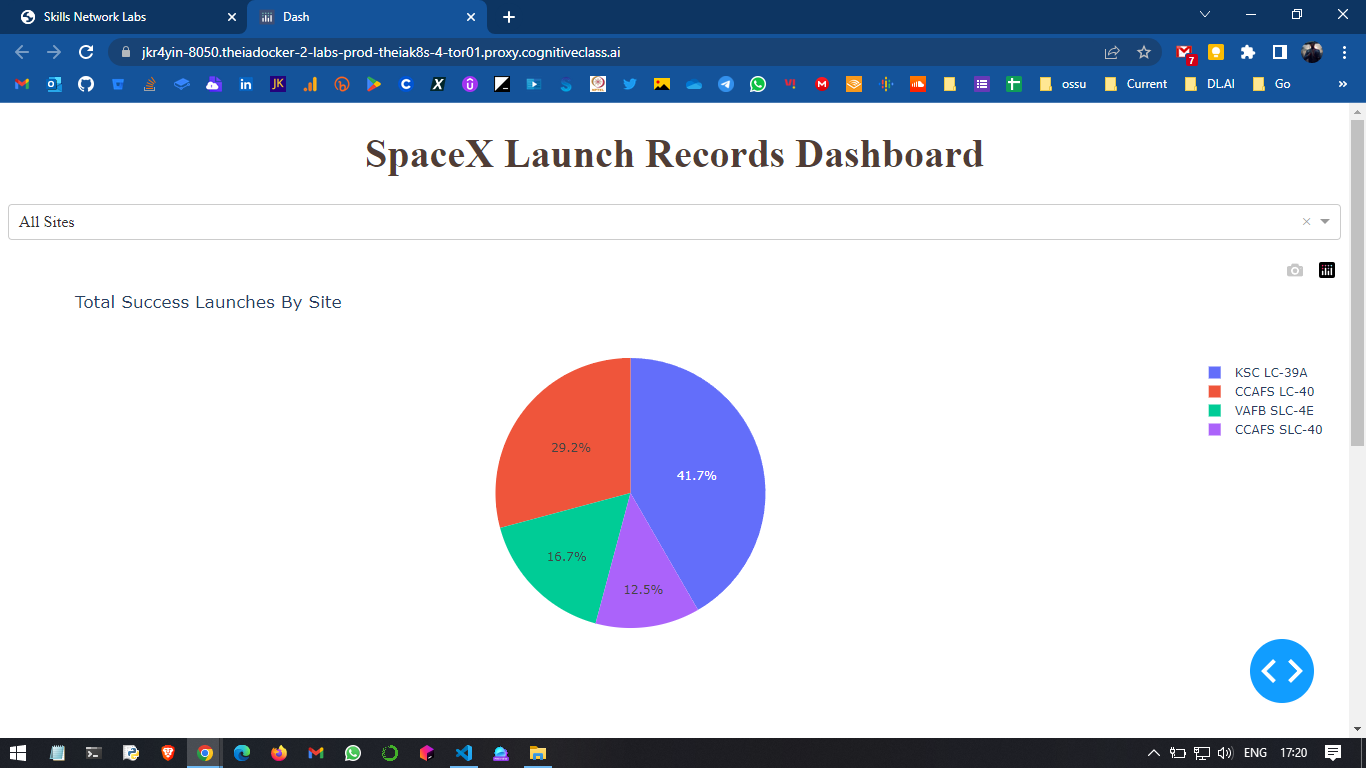 Skills Network Labs
Dash
jkr4yin-8050.theiadocker-2-labs-prod-theiak8s-4-tor01.proxy.cognitiveclass.ai
7
JK
ossu
Current
DL.AI
Go
SpaceX Launch Records Dashboard
All Sites
Total Success Launches By Site
KSC LC-39A
CCAFS LC-40
VAFB SLC-4E
CCAFS SLC-40
29.2%
41.7%
16.7%
12.5%
ENG
17:20